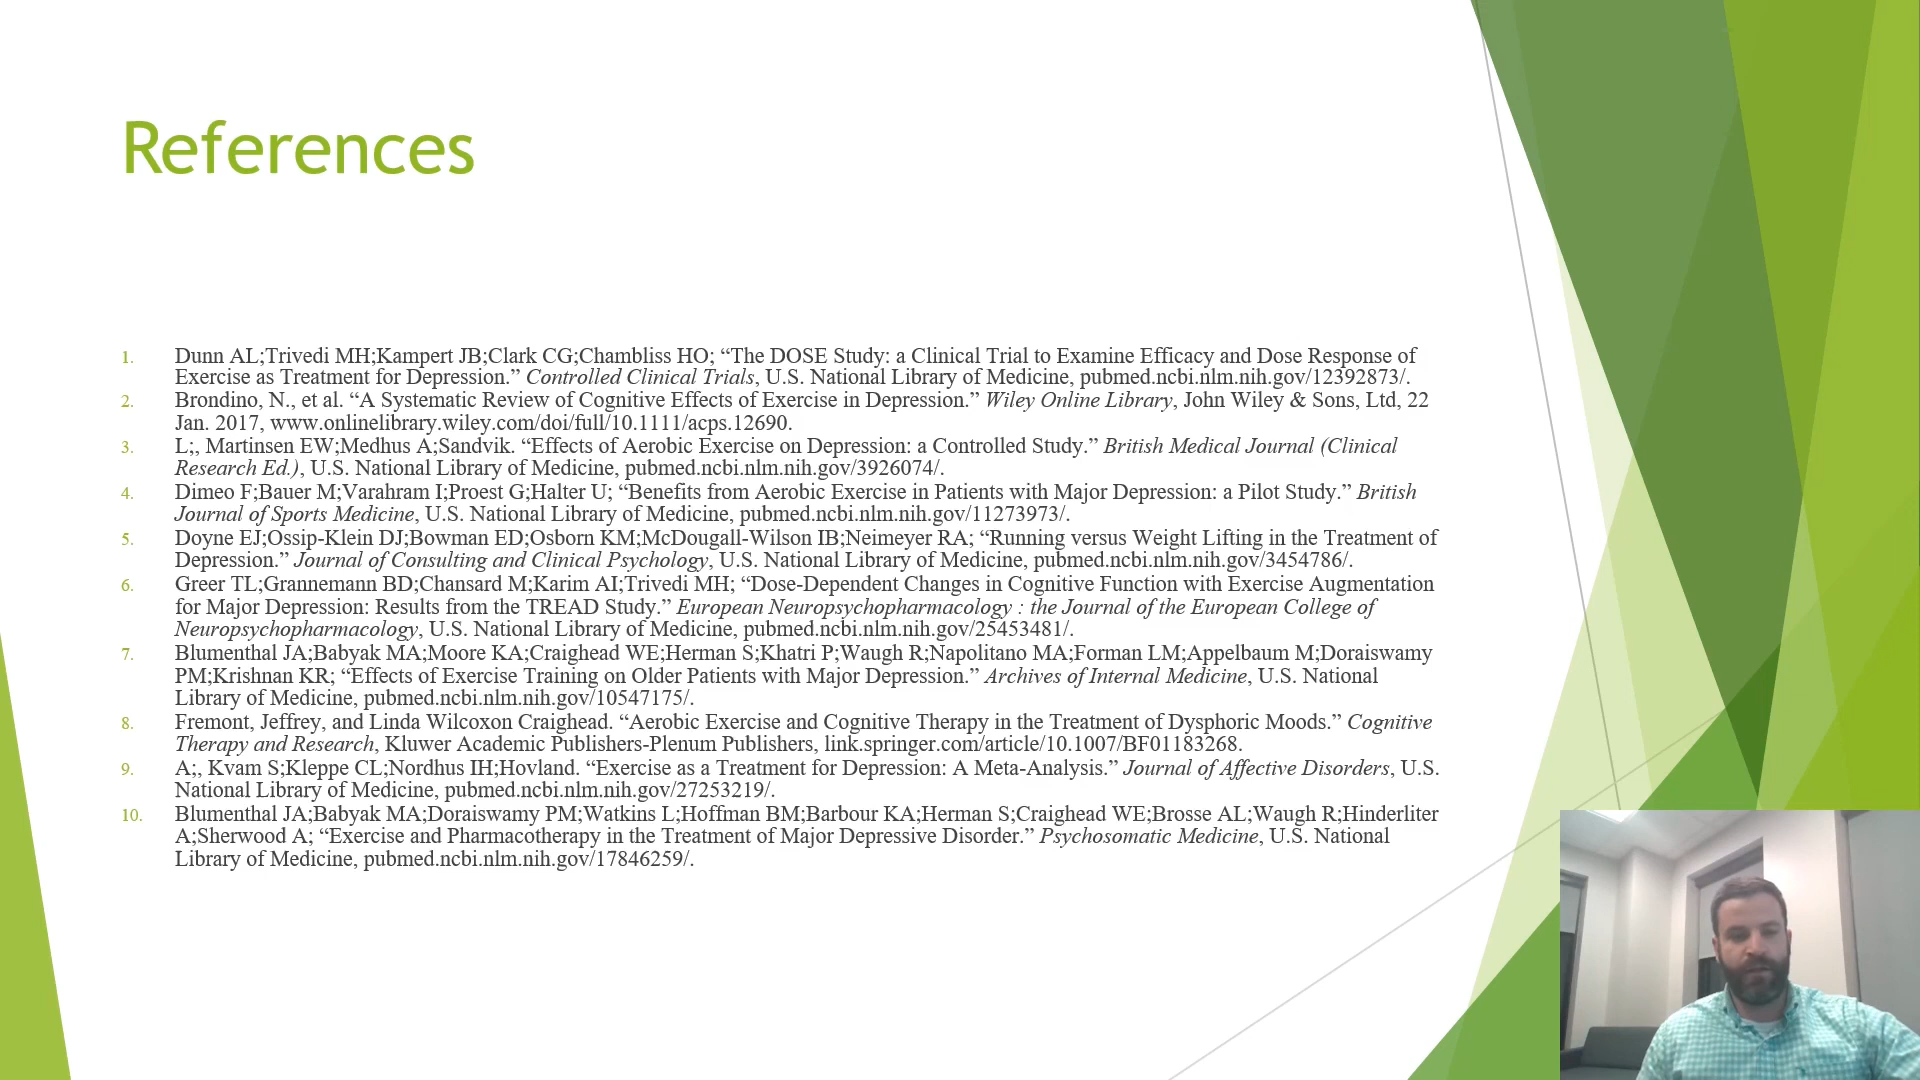 References
1. Dunn AL;Trivedi MH;Kampert JB;Clark CG;Chambliss HO; “The DOSE Study: a Clinical Trial to Examine Efficacy and Dose Response of
Exercise as Treatment for Depression.” Controlled Clinical Trials, U.S. National Library of Medicine, pubmed.ncbi.nlm.nih.gov/12392873/.
2. Brondino, N., et al. “A Systematic Review of Cognitive Effects of Exercise in Depression.” Wiley Online Library, John Wiley & Sons, Ltd, 22
Jan. 2017, www.onlinelibrary.wiley.com/doi/full/10.1111/acps.12690.
3. L;, Martinsen EW;Medhus A;Sandvik. “Effects of Aerobic Exercise on Depression: a Controlled Study.” British Medical Journal (Clinical
Research Ed.), U.S. National Library of Medicine, pubmed.ncbi.nlm.nih.gov/3926074/.
4. Dimeo F;Bauer M;Varahram I;Proest G;Halter U; “Benefits from Aerobic Exercise in Patients with Major Depression: a Pilot Study.” British
Journal of Sports Medicine, U.S. National Library of Medicine, pubmed.ncbi.nlm.nih.gov/11273973/.
5. Doyne EJ;Ossip-Klein DJ;Bowman ED;Osborn KM;McDougall-Wilson IB;Neimeyer RA; “Running versus Weight Lifting in the Treatment of
Depression.” Journal of Consulting and Clinical Psychology, U.S. National Library of Medicine, pubmed.ncbi.nlm.nih.gov/3454786/.
6. Greer TL;Grannemann BD;Chansard M;Karim AI;Trivedi MH; “Dose-Dependent Changes in Cognitive Function with Exercise Augmentation
for Major Depression: Results from the TREAD Study.” European Neuropsychopharmacology : the Journal of the European College of
Neuropsychopharmacology, U.S. National Library of Medicine, pubmed.ncbi.nlm.nih.gov/25453481/.
7. Blumenthal JA;Babyak MA;Moore KA;Craighead WE;Herman S;Khatri P;Waugh R;Napolitano MA;Forman LM;Appelbaum M;Doraiswamy
PM;Krishnan KR; “Effects of Exercise Training on Older Patients with Major Depression.” Archives of Internal Medicine, U.S. National
Library of Medicine, pubmed.ncbi.nlm.nih.gov/10547175/.
8. Fremont, Jeffrey, and Linda Wilcoxon Craighead. “Aerobic Exercise and Cognitive Therapy in the Treatment of Dysphoric Moods.” Cognitive
Therapy and Research, Kluwer Academic Publishers-Plenum Publishers, link.springer.com/article/10.1007/BF01183268.
9. A;, Kvam S;Kleppe CL;Nordhus IH;Hovland. “Exercise as a Treatment for Depression: A Meta-Analysis.” Journal of Affective Disorders, U.S.
National Library of Medicine, pubmed.ncbi.nlm.nih.gov/27253219/.
10. Blumenthal JA;Babyak MA;Doraiswamy PM;Watkins L;Hoffman BM;Barbour KA;Herman S;Craighead WE;Brosse AL;Waugh R;Hinderliter
A;Sherwood A; “Exercise and Pharmacotherapy in the Treatment of Major Depressive Disorder.” Psychosomatic Medicine, U.S. National
Library of Medicine, pubmed.ncbi.nlm.nih.gov/17846259/.